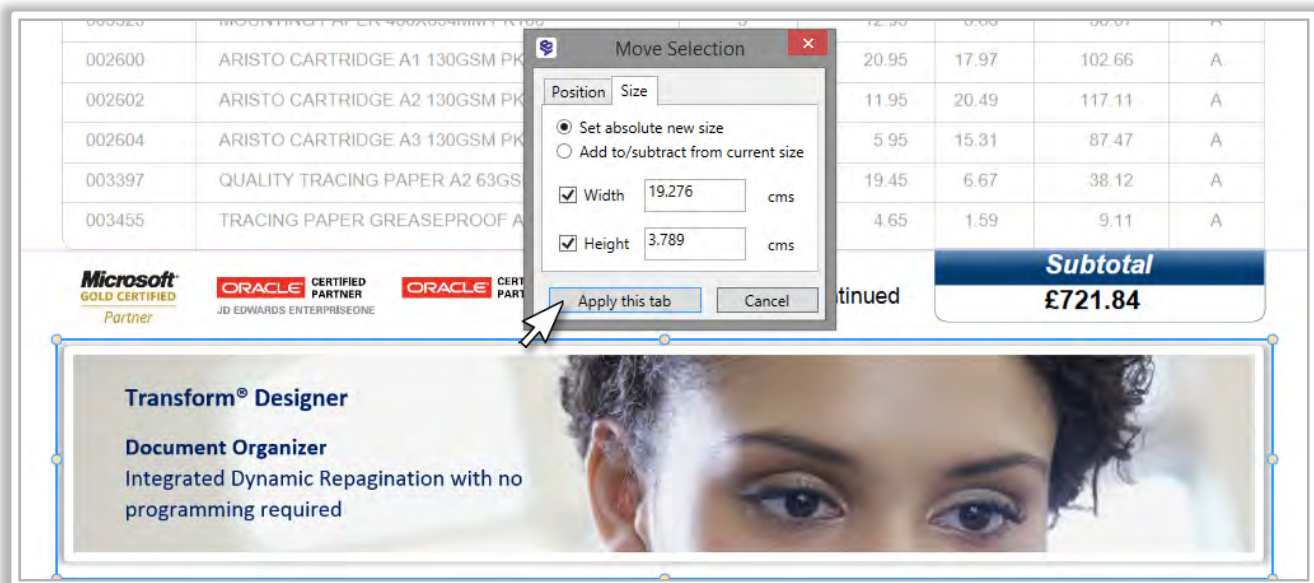 002600 ARISTO CARTRIDGE A1 130GSM PK 20.95 17.97 102.66 A
002602 ARISTO CARTRIDGE A2 130GSM PK 11.95 20.49 117.11 A
002604 ARISTO CARTRIDGE A3 130GSM PK 5.95 15.31 87.47 A
003397 QUALITY TRACING PAPER A2 63GS 19.45 6.67 38.12 A
003455 TRACING PAPER GREASEPROOF A 4.65 1.59 9.11 A
Move Selection
Position Size
Set absolute new size
Add to/subtract from current size
Width 19.276 cms
Height 3.789 cms
Apply this tab Cancel
Microsoft
GOLD CERTIFIED
Partner
ORACLE CERTIFIED
PARTNER
JD EDWARDS ENTERPRISEONE
ORACLE CERT
PART
tinued
Subtotal
£721.84
Transform® Designer
Document Organizer
Integrated Dynamic Repagination with no
programming required